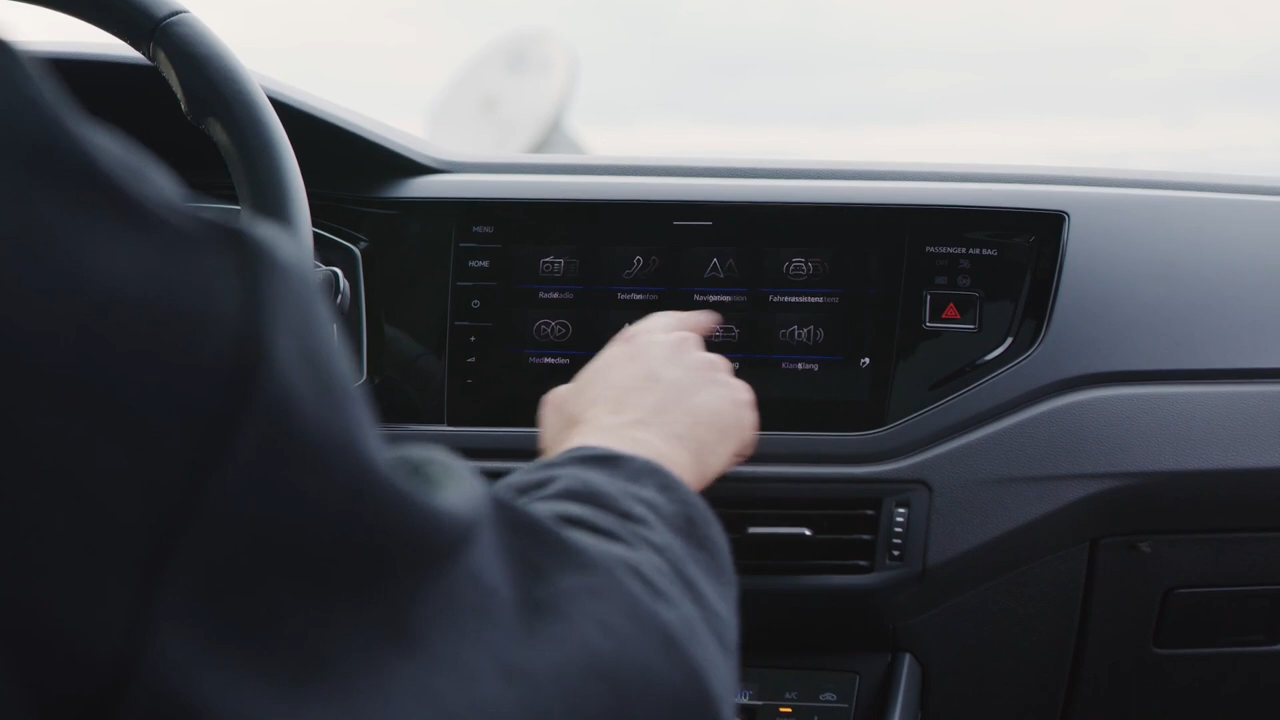 MENU
HOME
PASSENGER AIR BAG
Radio
Telefon
Navigation
Fahrerassistenz
Medien
Klang
A/C